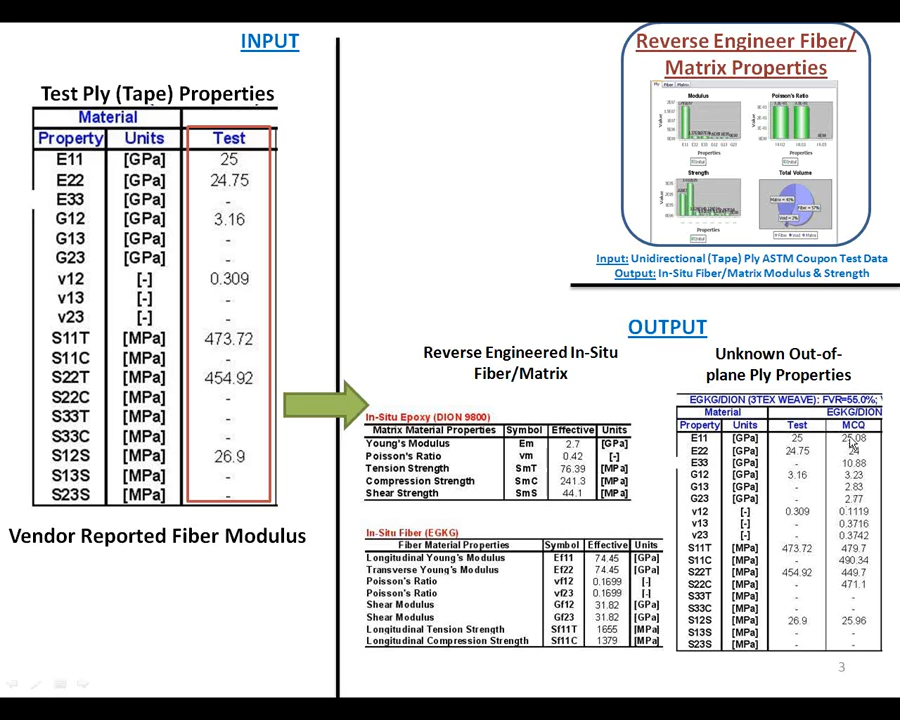 INPUT
Test Ply (Tape) Properties
Material
Property Units Test
E11 [GPa] 25
E22 [GPa] 24.75
E33 [GPa] -
G12 [GPa] 3.16
G13 [GPa] -
G23 [GPa] -
v12 [-] 0.309
v13 [-] -
v23 [-] -
S11T [MPa] 473.72
S11C [MPa] -
S22T [MPa] 454.92
S22C [MPa] -
S33T [MPa] -
S33C [MPa] -
S12S [MPa] 26.9
S13S [MPa] -
S23S [MPa] -
Vendor Reported Fiber Modulus
Reverse Engineer Fiber/
Matrix Properties
Ply Fiber Matrix
Modulus Poisson's Ratio
Properties Properties
Strength Total Volume
Properties
Input: Unidirectional (Tape) Ply ASTM Coupon Test Data
Output: In-Situ Fiber/Matrix Modulus & Strength
OUTPUT
Reverse Engineered In-Situ
Fiber/Matrix
In-Situ Epoxy (DION 9800)
Matrix Material Properties Symbol Effective Units
Young's Modulus Em 2.7 [GPa]
Poisson's Ratio vm 0.42 [-]
Tension Strength SmT 76.39 [MPa]
Compression Strength SmC 241.3 [MPa]
Shear Strength SmS 44.1 [MPa]
In-Situ Fiber (EGKG)
Fiber Material Properties Symbol Effective Units
Longitudinal Young's Modulus Ef11 74.45 [GPa]
Transverse Young's Modulus Ef22 74.45 [GPa]
Poisson's Ratio vf12 0.1699 [-]
Poisson's Ratio vf23 0.1699 [-]
Shear Modulus Gf12 31.82 [GPa]
Shear Modulus Gf23 31.82 [GPa]
Longitudinal Tension Strength Sf11T 1655 [MPa]
Longitudinal Compression Strength Sf11C 1379 [MPa]
Unknown Out-of-
plane Ply Properties
EGKG/DION (3TEX WEAVE): FVR=55.0%;
Material EGKG/DION
Property Units Test MCQ
E11 [GPa] 25 25.08
E22 [GPa] 24.75 24
E33 [GPa] - 10.88
G12 [GPa] 3.16 3.23
G13 [GPa] - 2.83
G23 [GPa] - 2.77
v12 [-] 0.309 0.1119
v13 [-] - 0.3716
v23 [-] - 0.3742
S11T [MPa] 473.72 479.7
S11C [MPa] - 490.34
S22T [MPa] 454.92 449.7
S22C [MPa] - 471.1
S33T [MPa] - -
S33C [MPa] - -
S12S [MPa] 26.9 25.96
S13S [MPa] - -
S23S [MPa] - -
3